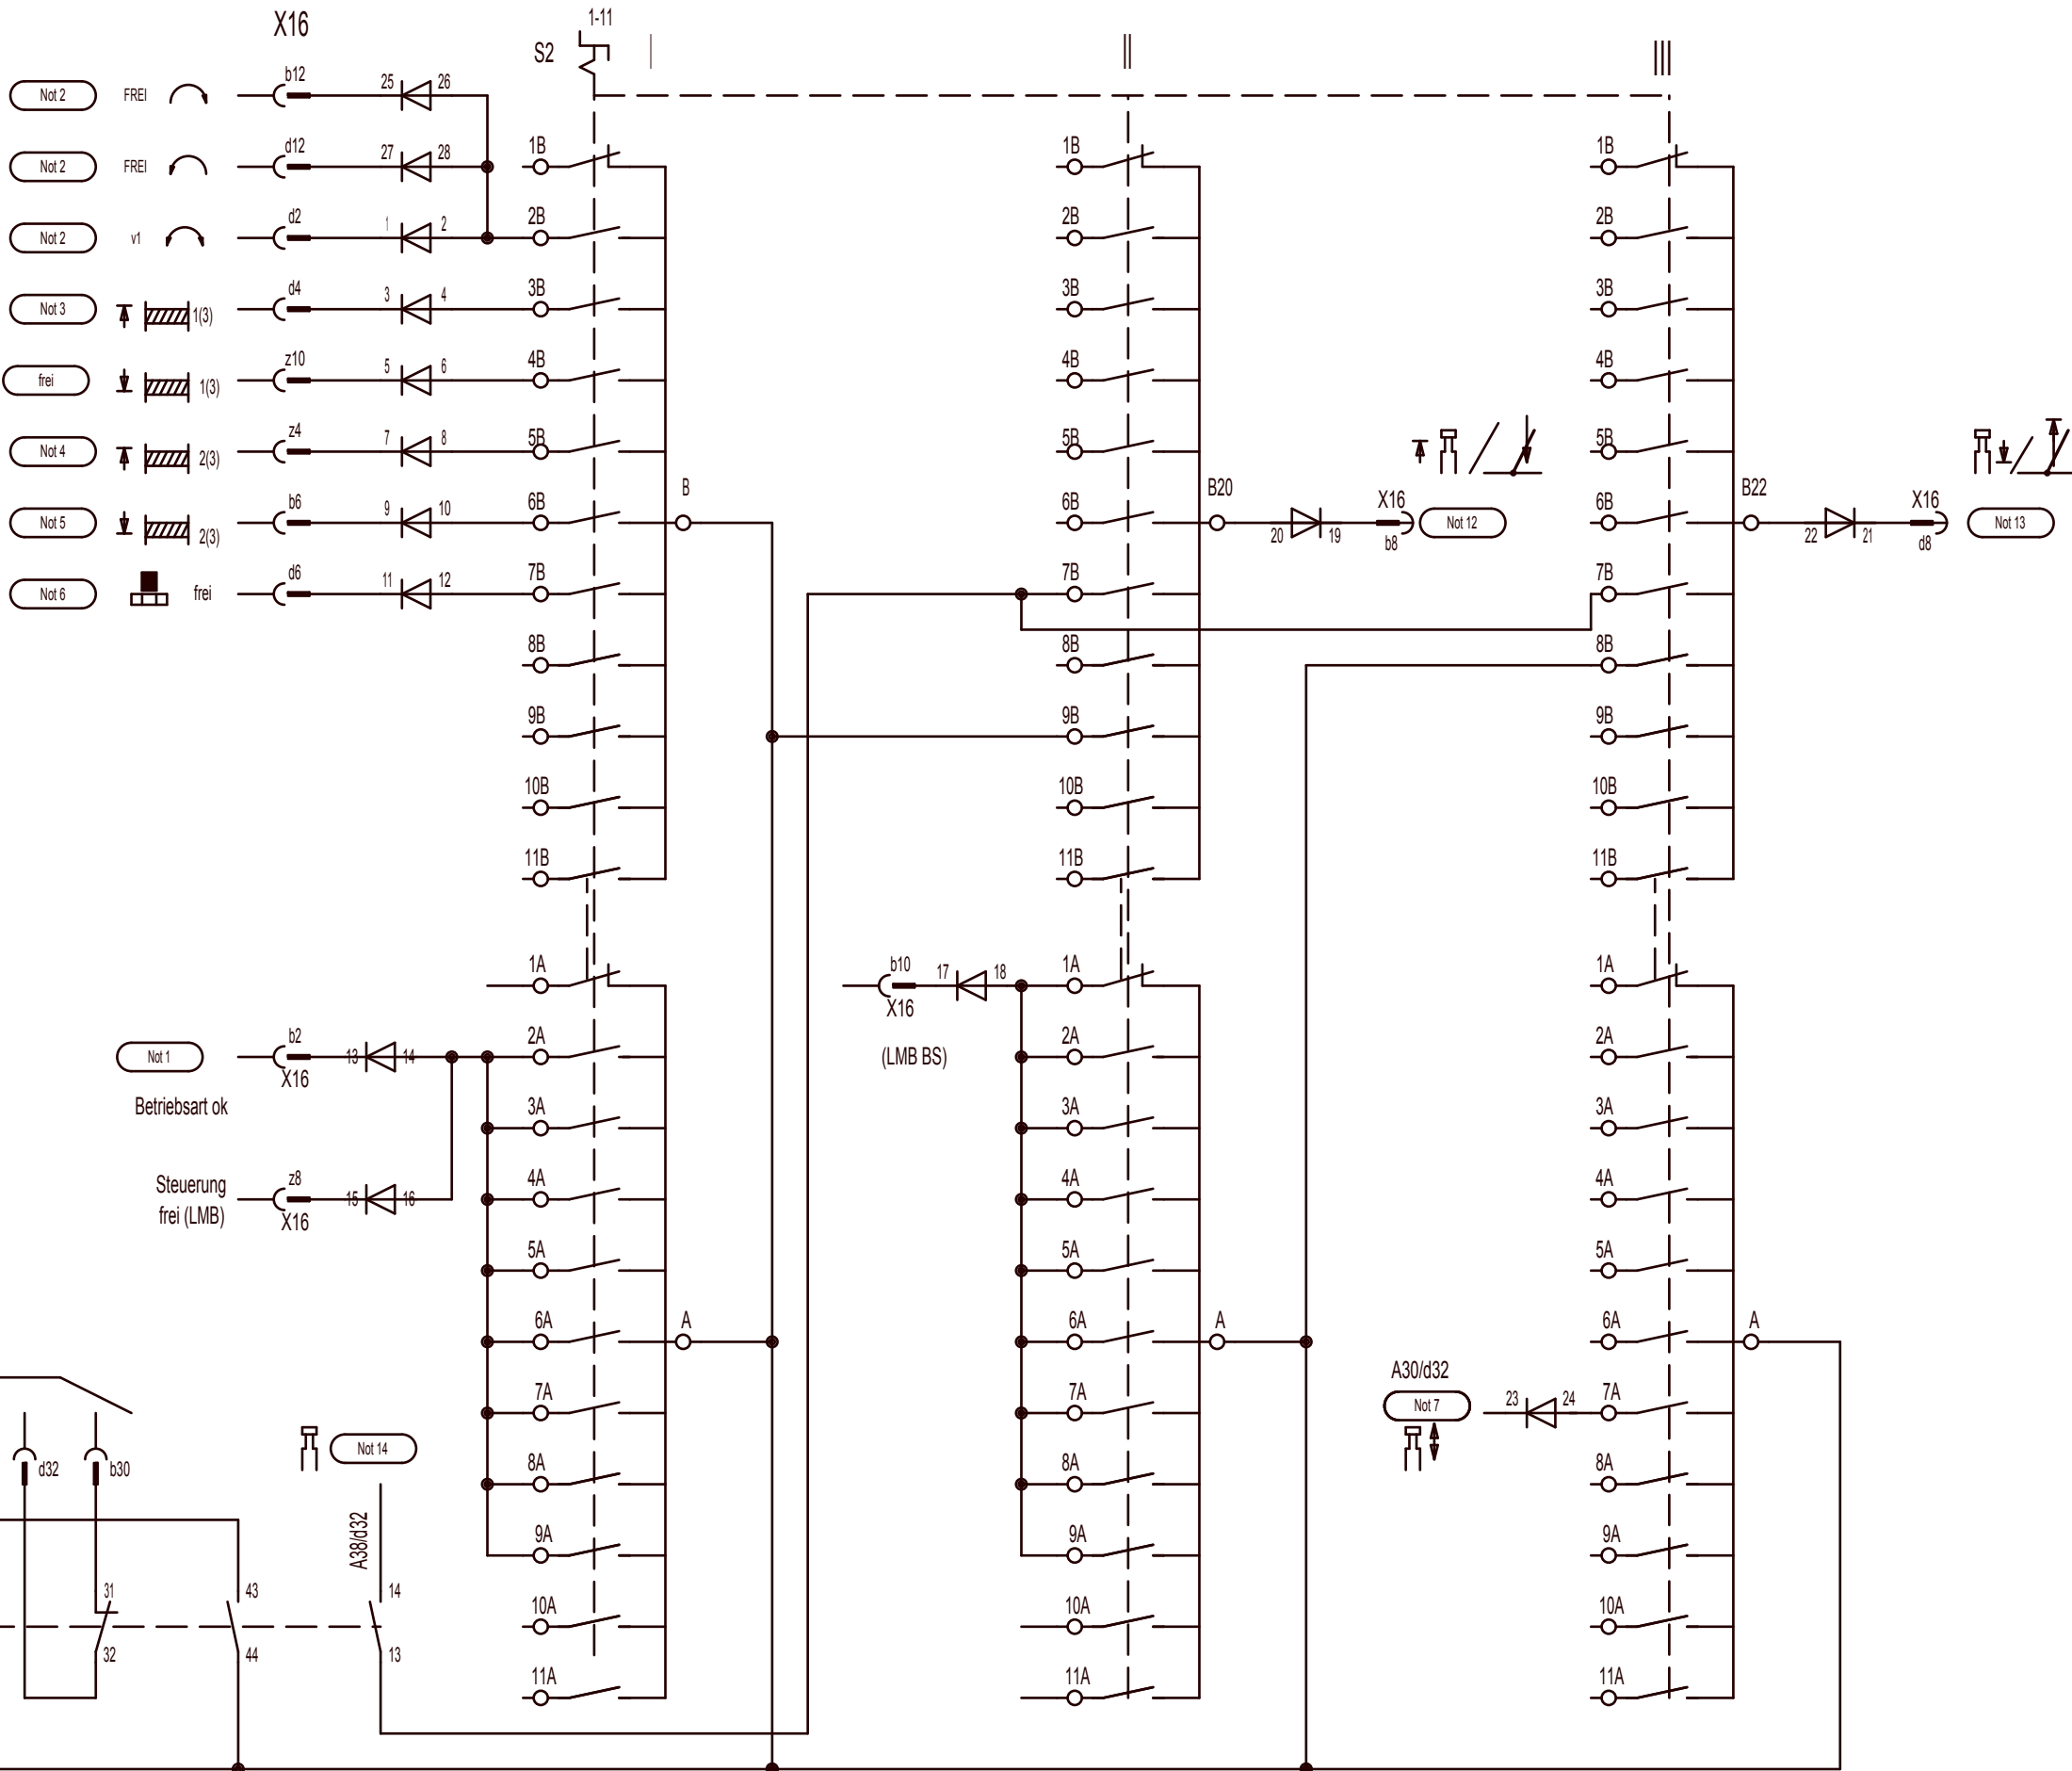 X16
1-11
S2
I
II
III
Not 2 FREI b12 25 26
Not 2 FREI d12 27 28 1B 1B 1B
Not 2 v1 d2 1 2 2B 2B 2B
Not 3 1(3) d4 3 4 3B 3B 3B
frei 1(3) z10 5 6 4B 4B 4B
Not 4 2(3) z4 7 8 5B 5B 5B
Not 5 2(3) b6 9 10 6B B 6B B20 20 19 X16 b8 Not 12 6B B22 22 21 X16 d8 Not 13
Not 6 frei d6 11 12 7B 7B 7B
8B 8B 8B
9B 9B 9B
10B 10B 10B
11B 11B 11B
1A b10 17 18 1A 1A
X16
(LMB BS)
Not 1 b2 13 14 2A 2A 2A
X16
Betriebsart ok
3A 3A 3A
Steuerung
frei (LMB)
z8 15 16 4A 4A 4A
X16
5A 5A 5A
6A A 6A A 6A A
A30/d32
Not 7 23 24
7A 7A 7A
d32 b30 Not 14
8A 8A 8A
A38/d32
9A 9A 9A
31 43 14
10A 10A 10A
32 44 13
11A 11A 11A